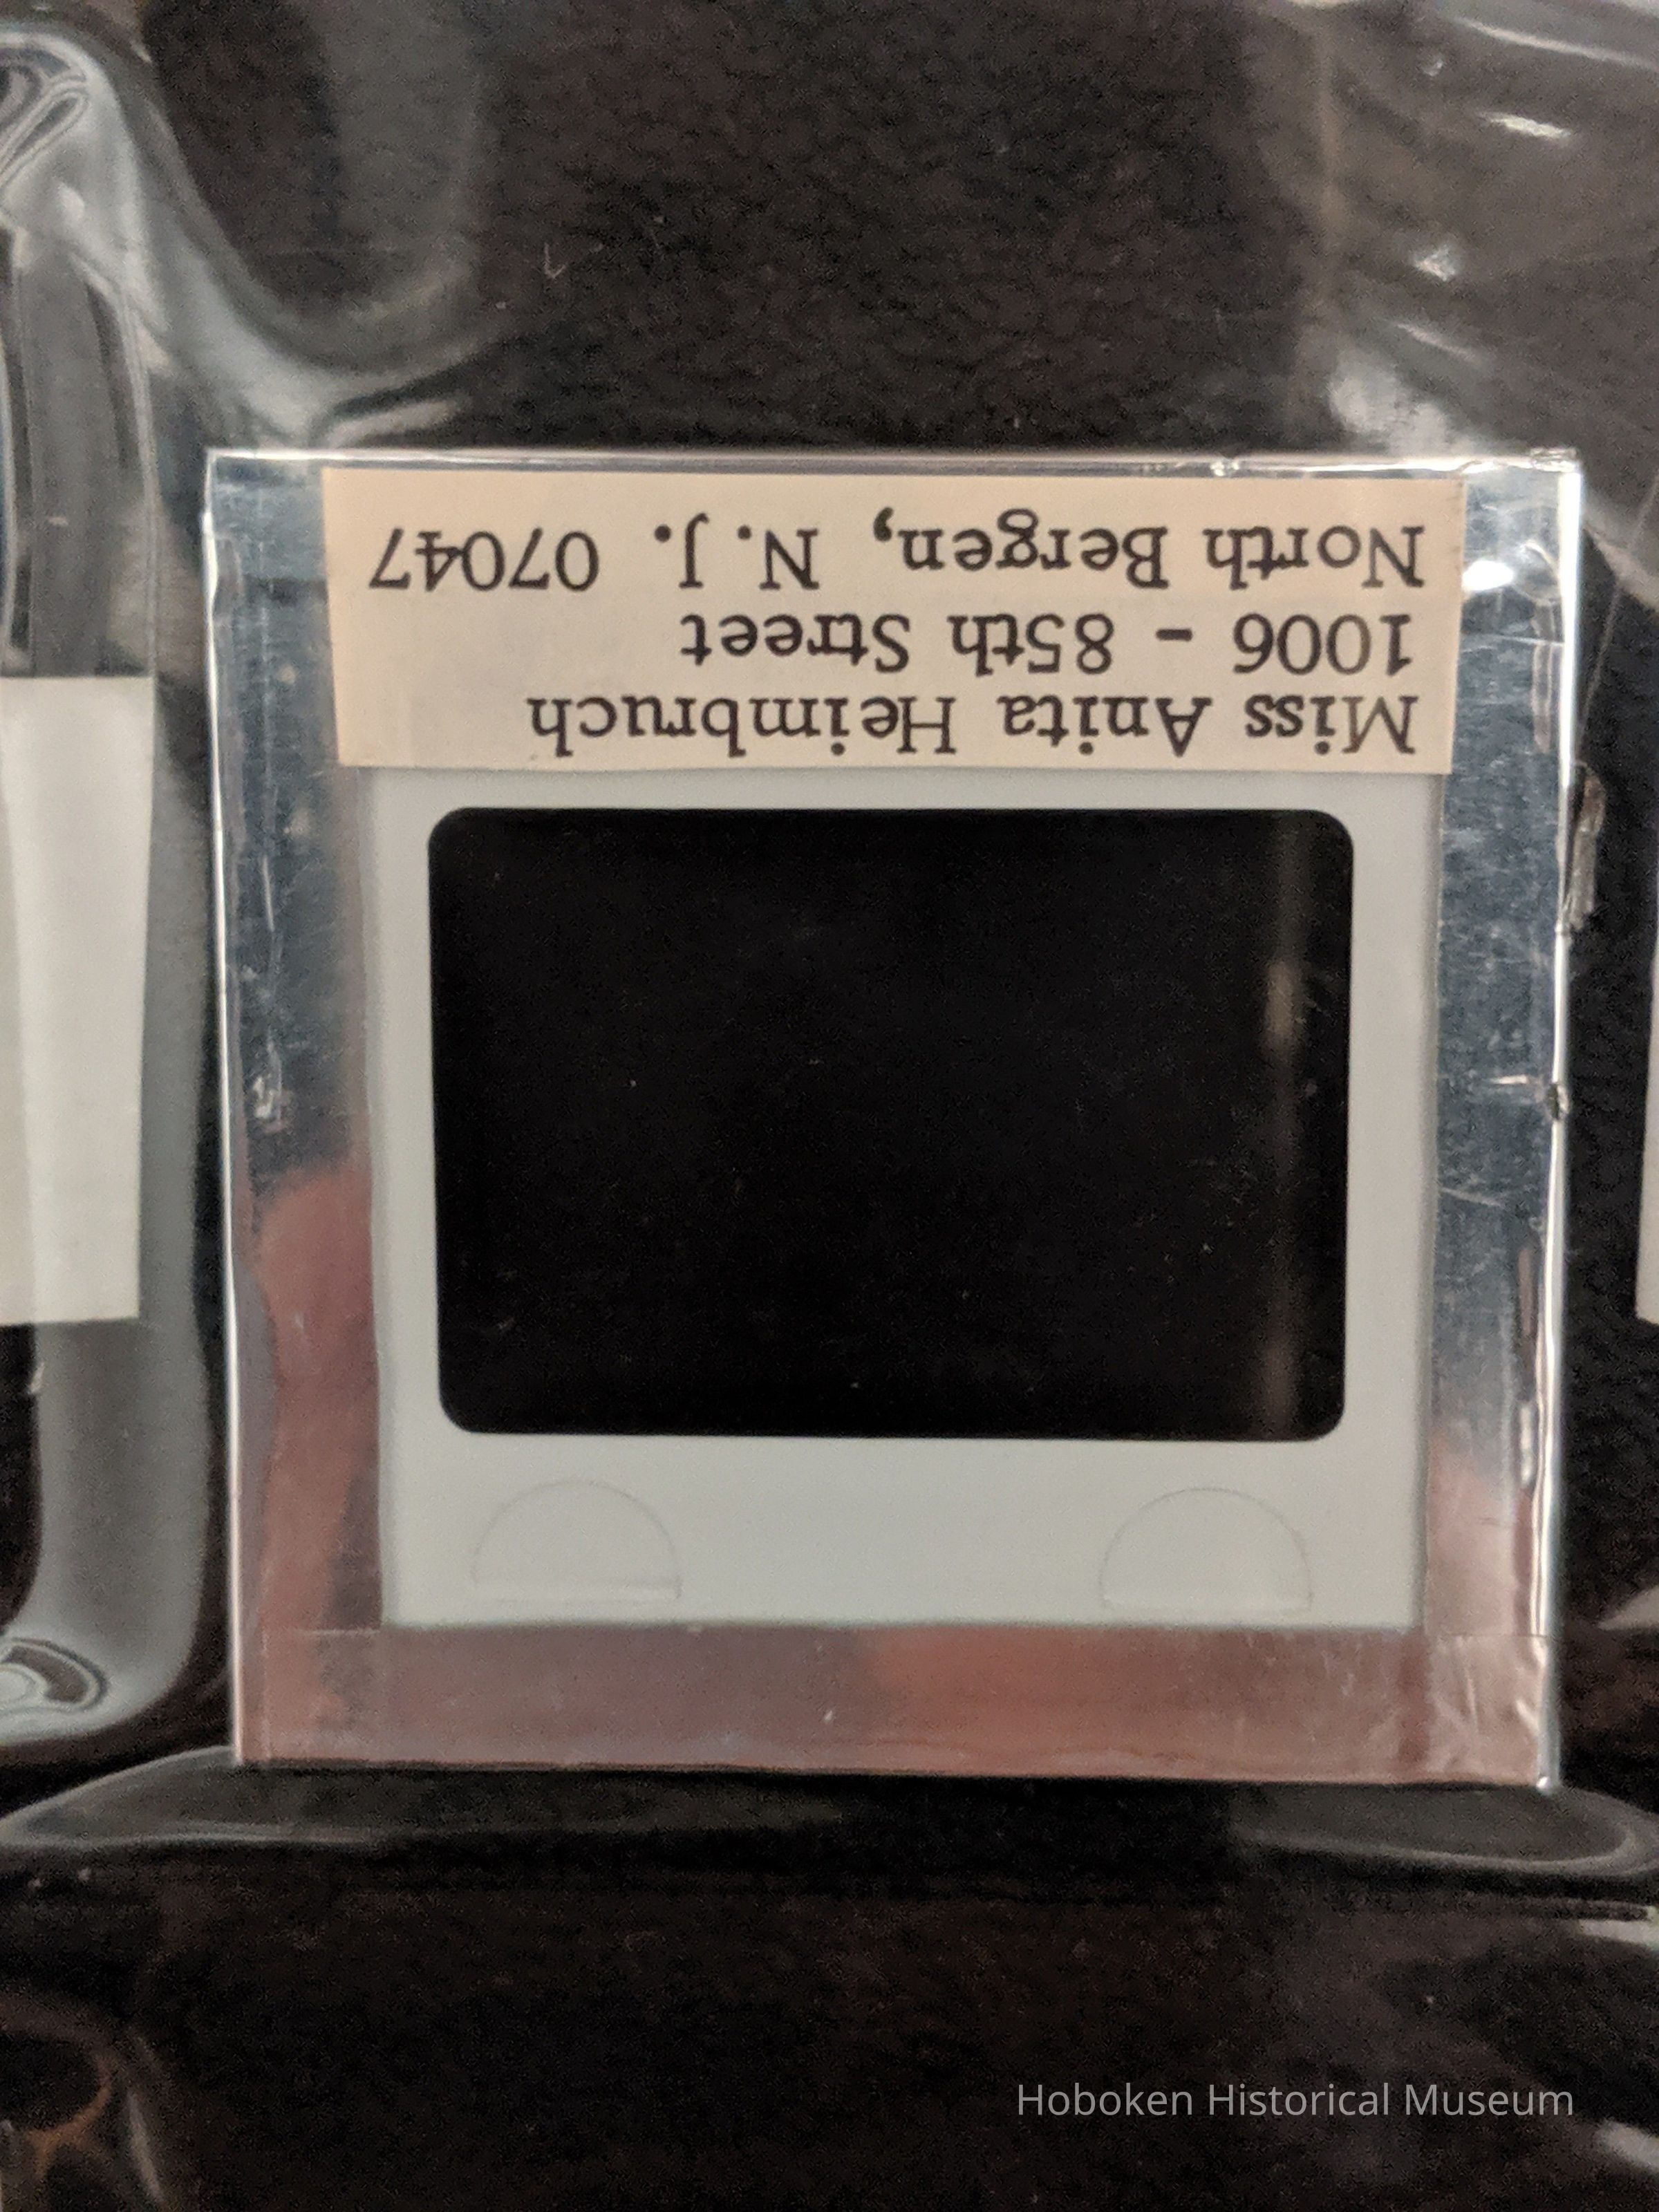 Miss Anita Heimbruch
1006 - 85th Street
North Bergen, N.J. 07047
Hoboken Historical Museum